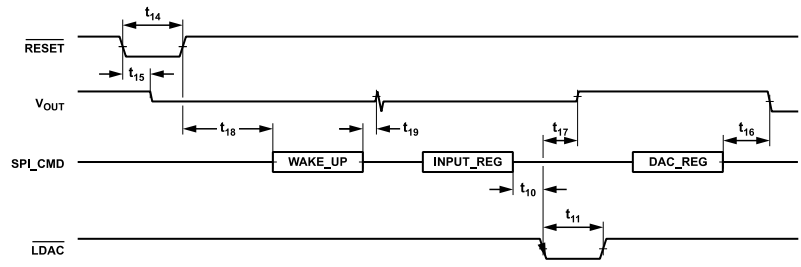 t14
RESET
t15
VOUT
t18
t19
t17
t16
SPI_CMD
WAKE_UP
INPUT_REG
DAC_REG
t10
t11
LDAC